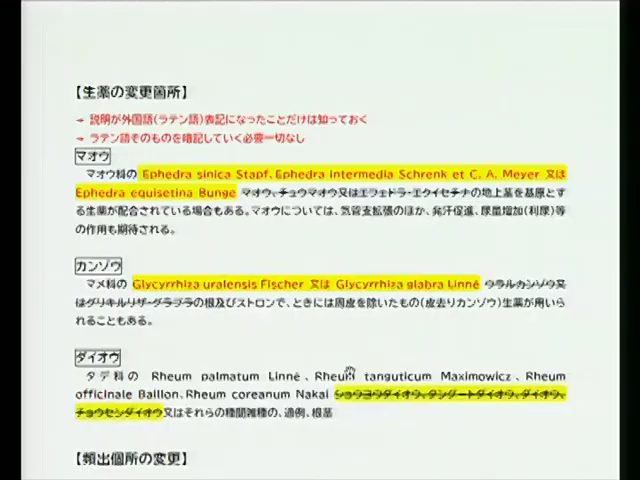 【生薬の変更箇所】
→ 説明が外国語(ラテン語)表記になったことだけは知っておく
→ ラテン語そのものを暗記していく必要一切なし
マオウ
マオウ科の Ephedra sinica Stapf、Ephedra intermedia Schrenk et C. A. Meyer 又は
Ephedra equisetina Bunge マオウ、チュウマオウ又はエフェドラ・エクイセチナの地上茎を基原とす
る生薬が配合されている場合もある。マオウについては、気管支拡張のほか、発汗促進、尿量増加(利尿)等
の作用も期待される。
カンゾウ
マメ科の Glycyrrhiza uralensis Fischer 又は Glycyrrhiza glabra Linné ウラルカンゾウ又
はグリキルリザ・グラブラの根及びストロンで、ときには周皮を除いたもの(皮去りカンゾウ)生薬が用いら
れることもある。
ダイオウ
タデ科の Rheum palmatum Linné、Rheum tanguticum Maximowicz、Rheum
officinale Baillon、Rheum coreanum Nakai ショウヨウダイオウ、タングートダイオウ、ダイオウ、
チョウセンダイオウ又はそれらの種間雑種の、通例、根茎
【頻出個所の変更】